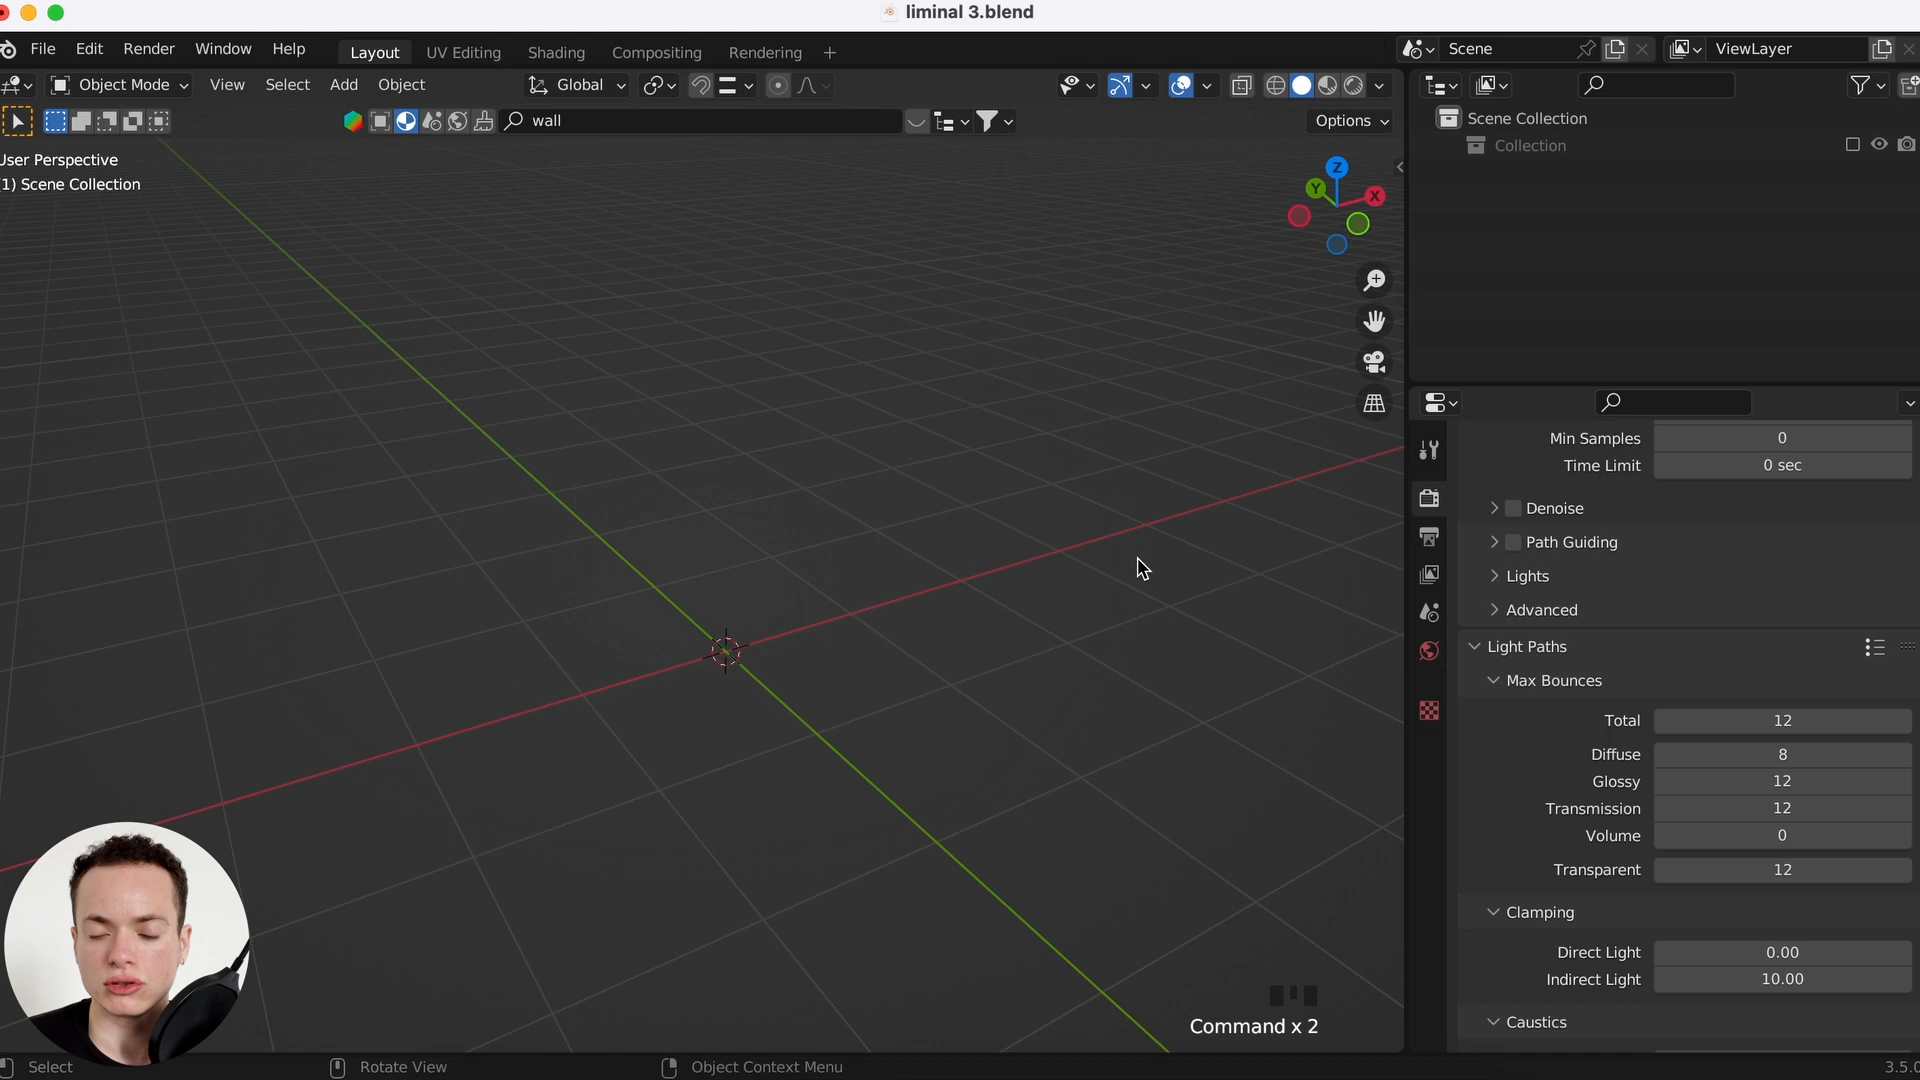 liminal 3.blend
File Edit Render Window Help Layout UV Editing Shading Compositing Rendering + Scene ViewLayer
Object Mode View Select Add Object Global
wall Options
User Perspective
(1) Scene Collection
Z
Y
X
Scene Collection
Collection
Min Samples 0
Time Limit 0 sec
Denoise
Path Guiding
Lights
Advanced
Light Paths
Max Bounces
Total 12
Diffuse 8
Glossy 12
Transmission 12
Volume 0
Transparent 12
Clamping
Direct Light 0.00
Indirect Light 10.00
Caustics
Command x 2
Select Rotate View Object Context Menu 3.5.0